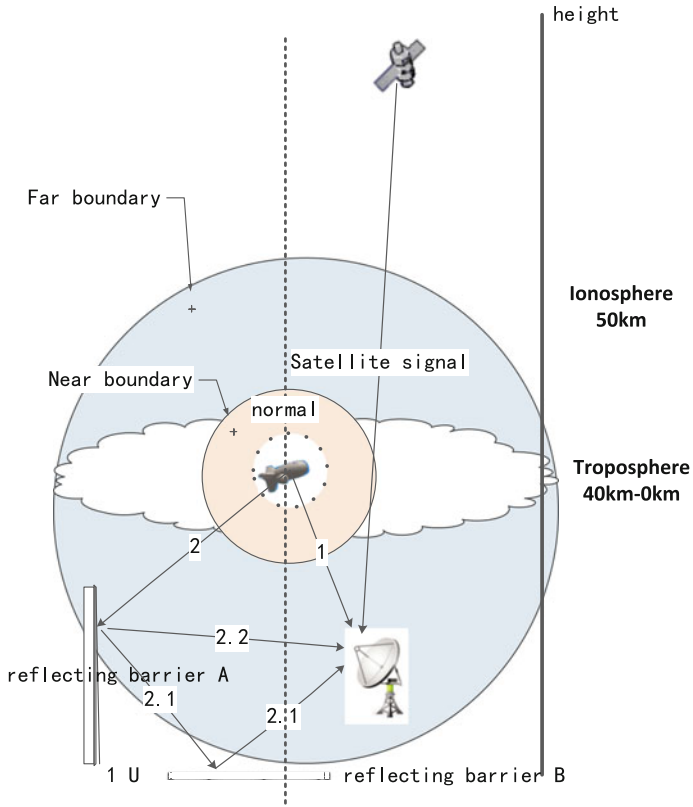 height
Far boundary
Ionosphere
50km
Satellite signal
Near boundary
normal
Troposphere
40km-0km
2
1
2.2
reflecting barrier A
2.1
2.1
1 U
reflecting barrier B